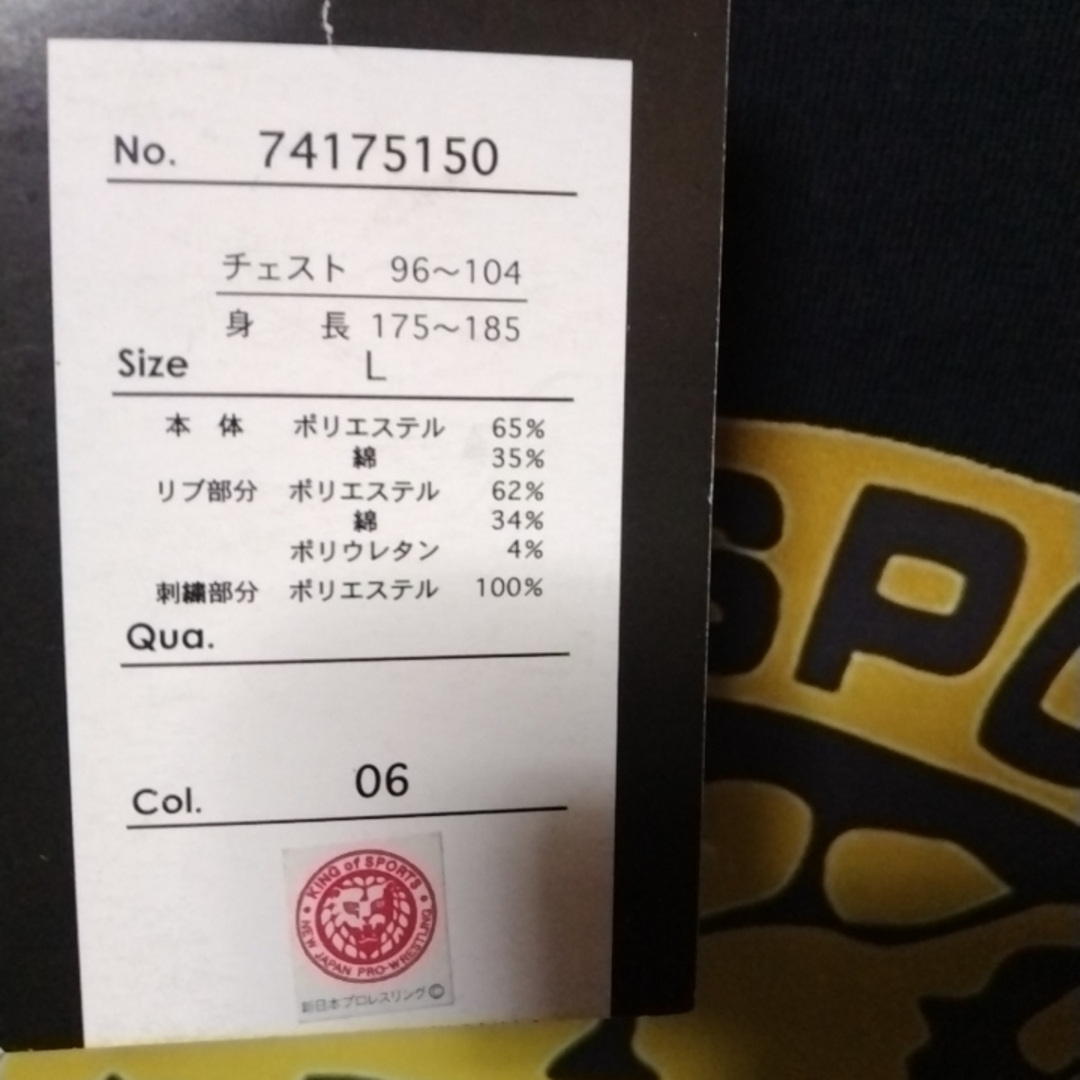 No. 74175150
チェスト 96～104
身 長 175～185
Size L
本 体 ポリエステル 65%
綿 35%
リブ部分 ポリエステル 62%
綿 34%
ポリウレタン 4%
刺繍部分 ポリエステル 100%
Qua.
Col. 06
KING of SPORTS
NEW JAPAN PRO-WRESTLING
新日本プロレスリング©
SPO